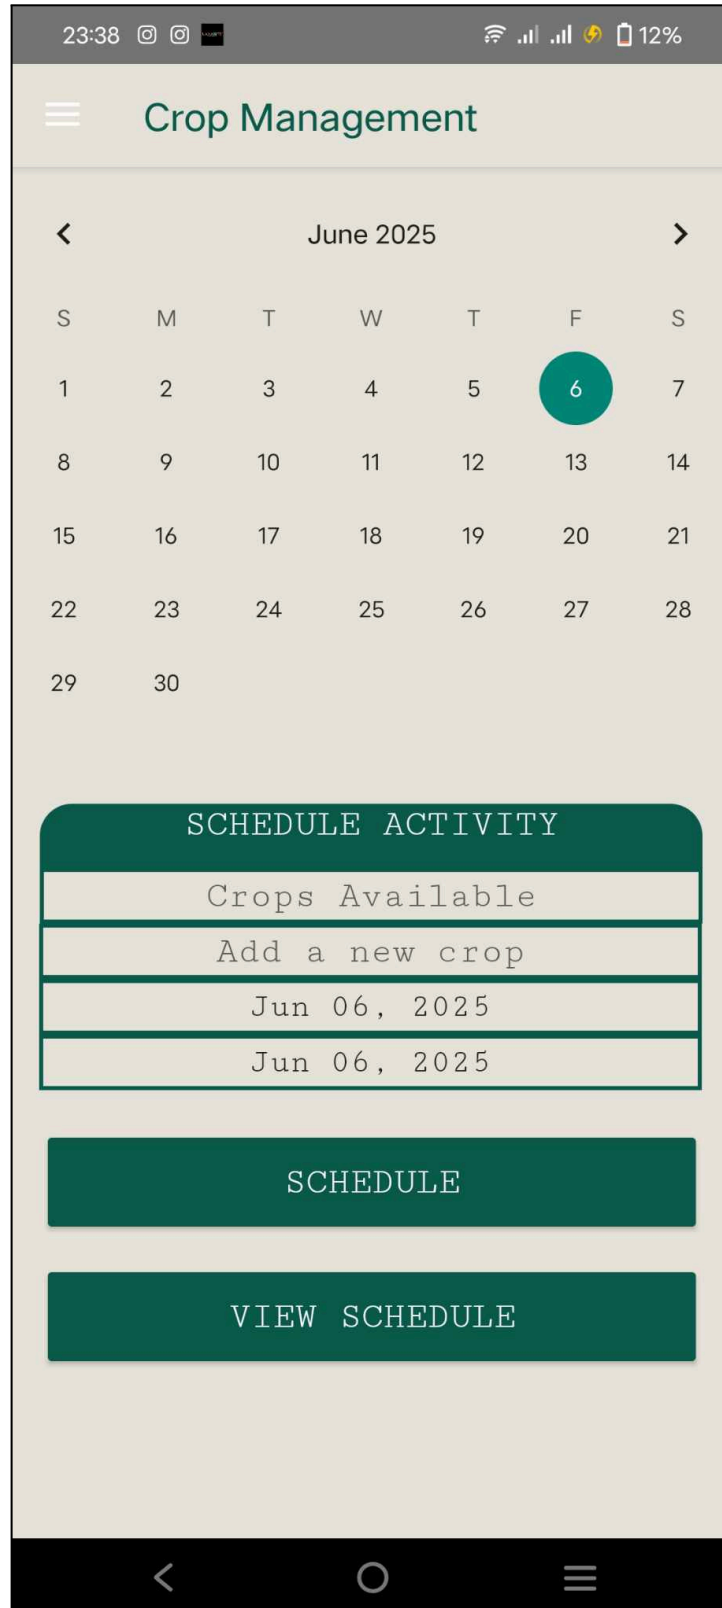 23:38 12%
Crop Management
June 2025
S M T W T F S
1 2 3 4 5 6 7
8 9 10 11 12 13 14
15 16 17 18 19 20 21
22 23 24 25 26 27 28
29 30
SCHEDULE ACTIVITY
Crops Available
Add a new crop
Jun 06, 2025
Jun 06, 2025
SCHEDULE
VIEW SCHEDULE